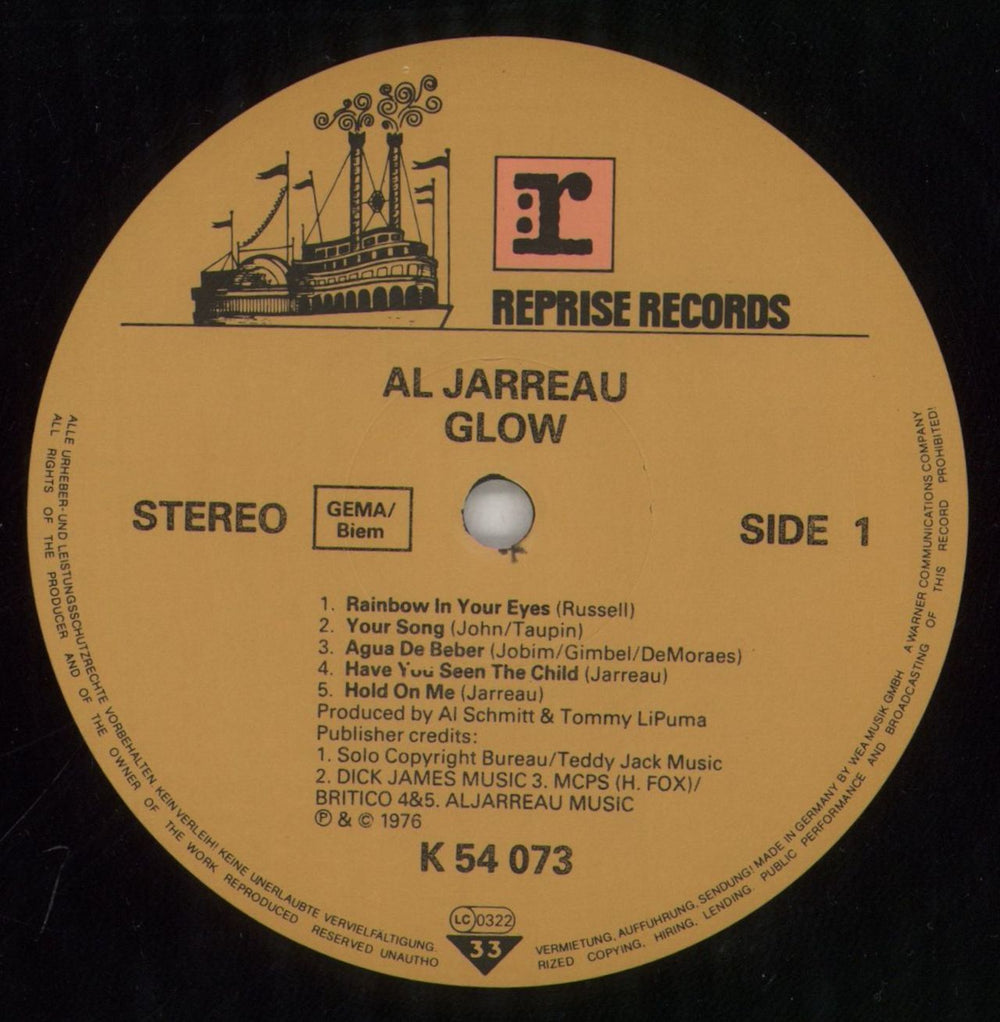 r
REPRISE RECORDS
AL JARREAU
GLOW
STEREO
GEMA/
Biem
SIDE 1
1. Rainbow In Your Eyes (Russell)
2. Your Song (John/Taupin)
3. Agua De Beber (Jobim/Gimbel/DeMoraes)
4. Have You Seen The Child (Jarreau)
5. Hold On Me (Jarreau)
Produced by Al Schmitt & Tommy LiPuma
Publisher credits:
1. Solo Copyright Bureau/Teddy Jack Music
2. DICK JAMES MUSIC 3. MCPS (H. FOX)/
BRITICO 4&5. ALJARREAU MUSIC
℗ & © 1976
K 54 073
LC 0322
33
ALLE URHEBER- UND LEISTUNGSSCHUTZRECHTE VORBEHALTEN. KEIN VERLEIH! KEINE UNERLAUBTE VERVIELFÄLTIGUNG, VERMIETUNG, AUFFÜHRUNG, SENDUNG! MADE IN GERMANY BY WEA MUSIK GMBH A WARNER COMMUNICATIONS COMPANY
ALL RIGHTS OF THE PRODUCER AND OF THE OWNER OF THE WORK REPRODUCED RESERVED UNAUTHORIZED COPYING, HIRING, LENDING, PUBLIC PERFORMANCE AND BROADCASTING OF THIS RECORD PROHIBITED!